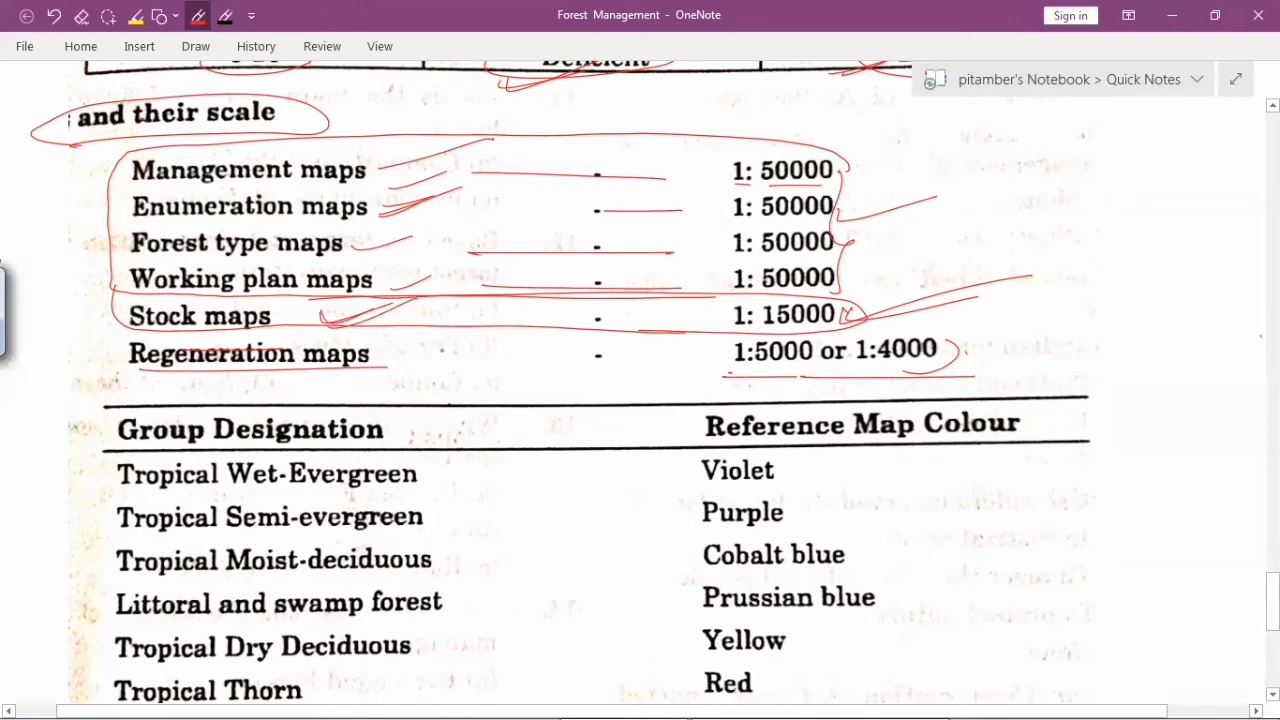 Forest Management - OneNote
Sign in
File Home Insert Draw History Review View
Deficient
pitamber's Notebook > Quick Notes
and their scale
Management maps - 1: 50000
Enumeration maps - 1: 50000
Forest type maps - 1: 50000
Working plan maps - 1: 50000
Stock maps - 1: 15000
Regeneration maps - 1:5000 or 1:4000
Group Designation Reference Map Colour
Tropical Wet-Evergreen Violet
Tropical Semi-evergreen Purple
Tropical Moist-deciduous Cobalt blue
Littoral and swamp forest Prussian blue
Tropical Dry Deciduous Yellow
Tropical Thorn Red